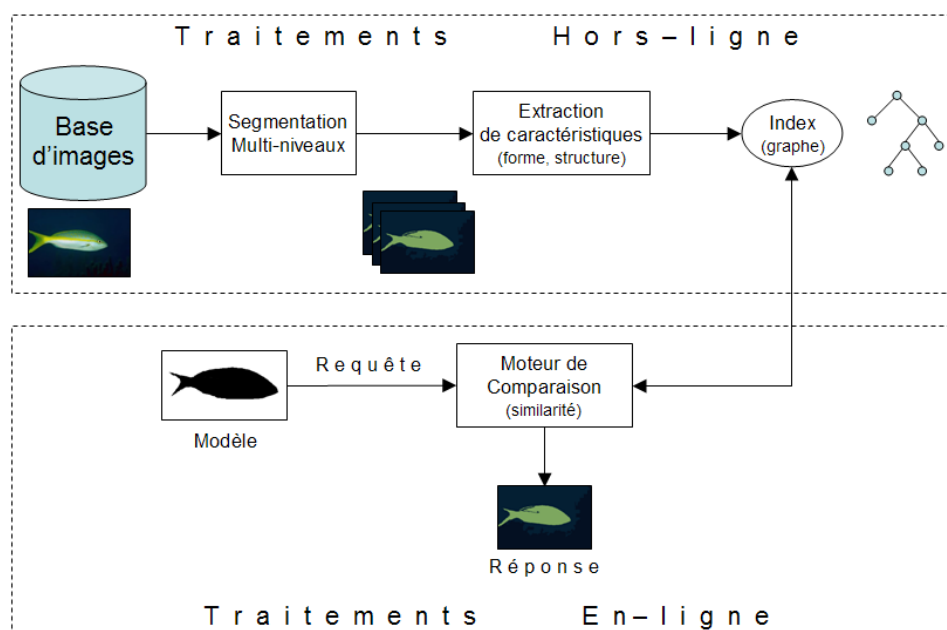 Traitements Hors–ligne
Base
d'images
Segmentation
Multi-niveaux
Extraction
de caractéristiques
(forme, structure)
Index
(graphe)
Requête
Modèle
Moteur de
Comparaison
(similarité)
Réponse
Traitements En–ligne